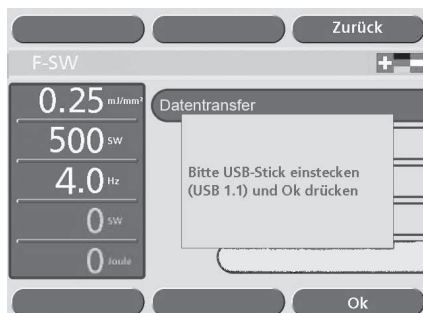 Zurück
F-SW
0.25 mJ/mm²
Datentransfer
500 SW
Bitte USB-Stick einstecken
(USB 1.1) und Ok drücken
4.0 Hz
0 SW
0 Joule
Ok